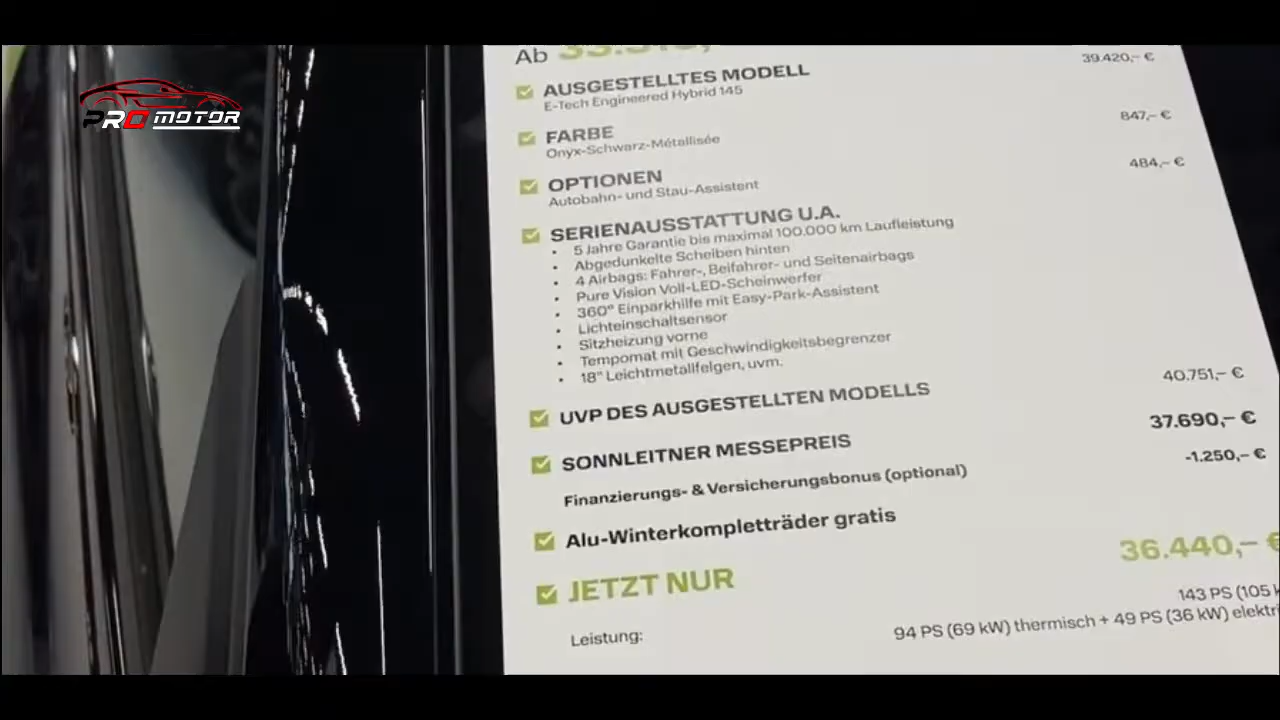 PRO MOTOR
Ab
39.420,– €
AUSGESTELLTES MODELL
E-Tech Engineered Hybrid 145
847,– €
FARBE
Onyx-Schwarz-Métallisée
484,– €
OPTIONEN
Autobahn- und Stau-Assistent
SERIENAUSSTATTUNG U.A.
• 5 Jahre Garantie bis maximal 100.000 km Laufleistung
• Abgedunkelte Scheiben hinten
• 4 Airbags: Fahrer-, Beifahrer- und Seitenairbags
• Pure Vision Voll-LED-Scheinwerfer
• 360° Einparkhilfe mit Easy-Park-Assistent
• Lichteinschaltsensor
• Sitzheizung vorne
• Tempomat mit Geschwindigkeitsbegrenzer
• 18" Leichtmetallfelgen, uvm.
UVP DES AUSGESTELLTEN MODELLS 40.751,– €
SONNLEITNER MESSEPREIS 37.690,– €
Finanzierungs- & Versicherungsbonus (optional) -1.250,– €
Alu-Winterkompletträder gratis
JETZT NUR 36.440,– €
Leistung: 143 PS (105 k
94 PS (69 kW) thermisch + 49 PS (36 kW) elektri